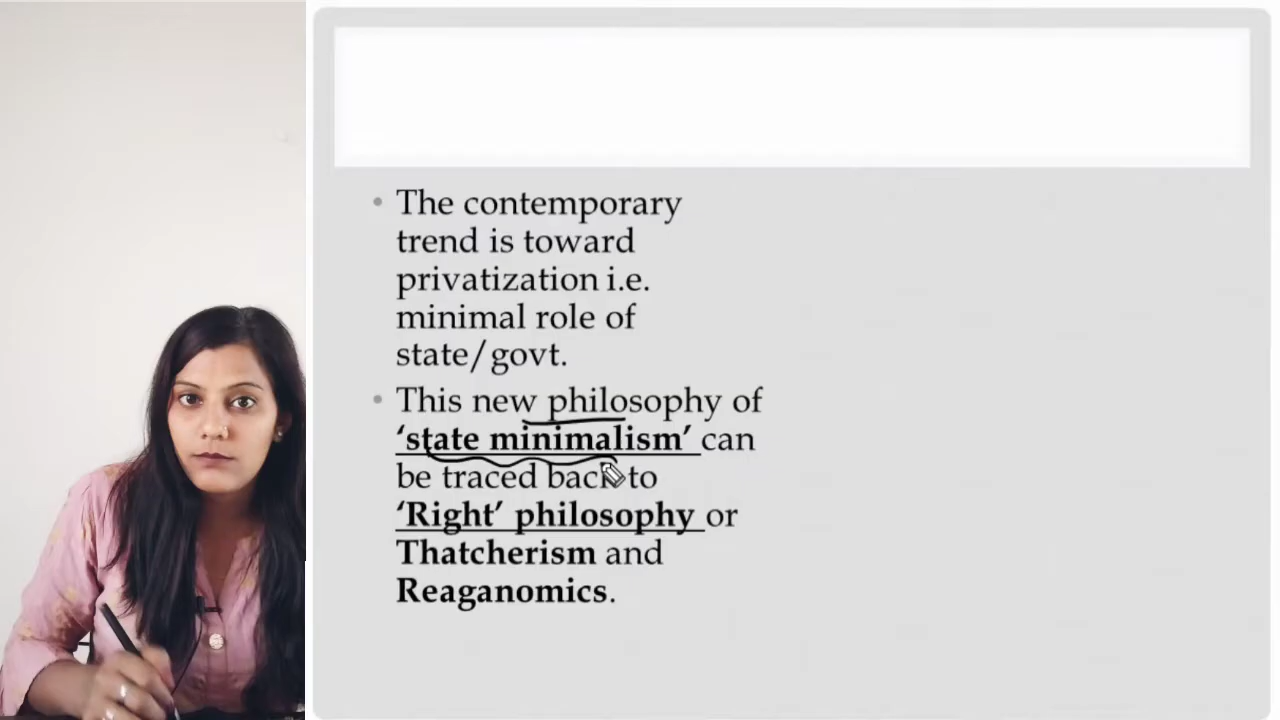 The contemporary
trend is toward
privatization i.e.
minimal role of
state/govt.
This new philosophy of
‘state minimalism’ can
be traced back to
‘Right’ philosophy or
Thatcherism and
Reaganomics.